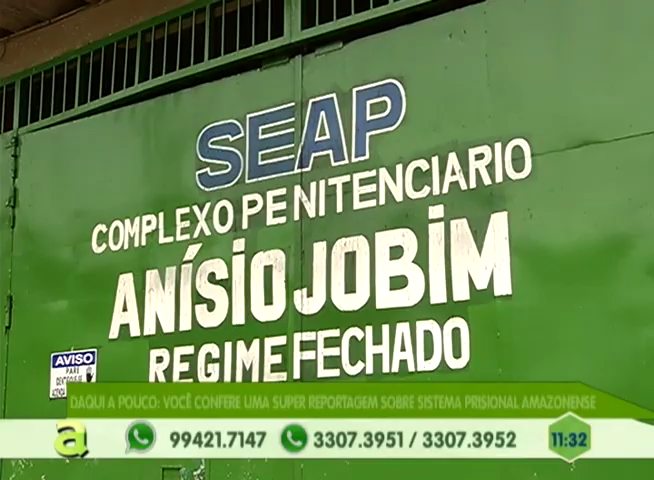 SEAP
COMPLEXO PENITENCIARIO
ANÍSIO JOBIM
REGIME FECHADO
AVISO
PARA
DAQUI A POUCO: VOCÊ CONFERE UMA SUPER REPORTAGEM SOBRE SISTEMA PRISIONAL AMAZONENSE
a 99421.7147 3307.3951 / 3307.3952 11:32